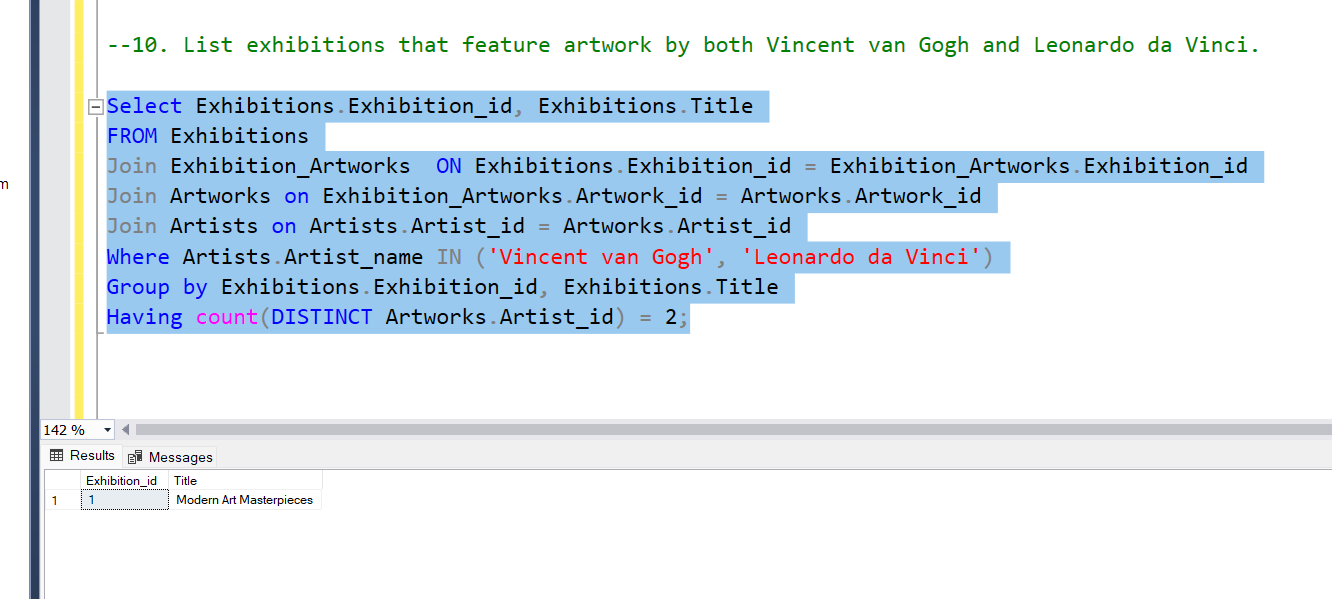 --10. List exhibitions that feature artwork by both Vincent van Gogh and Leonardo da Vinci.
Select Exhibitions.Exhibition_id, Exhibitions.Title
FROM Exhibitions
Join Exhibition_Artworks  ON Exhibitions.Exhibition_id = Exhibition_Artworks.Exhibition_id
m
Join Artworks on Exhibition_Artworks.Artwork_id = Artworks.Artwork_id
Join Artists on Artists.Artist_id = Artworks.Artist_id
Where Artists.Artist_name IN ('Vincent van Gogh', 'Leonardo da Vinci')
Group by Exhibitions.Exhibition_id, Exhibitions.Title
Having count(DISTINCT Artworks.Artist_id) = 2;
142 %
Results Messages
Exhibition_id Title
1 1 Modern Art Masterpieces